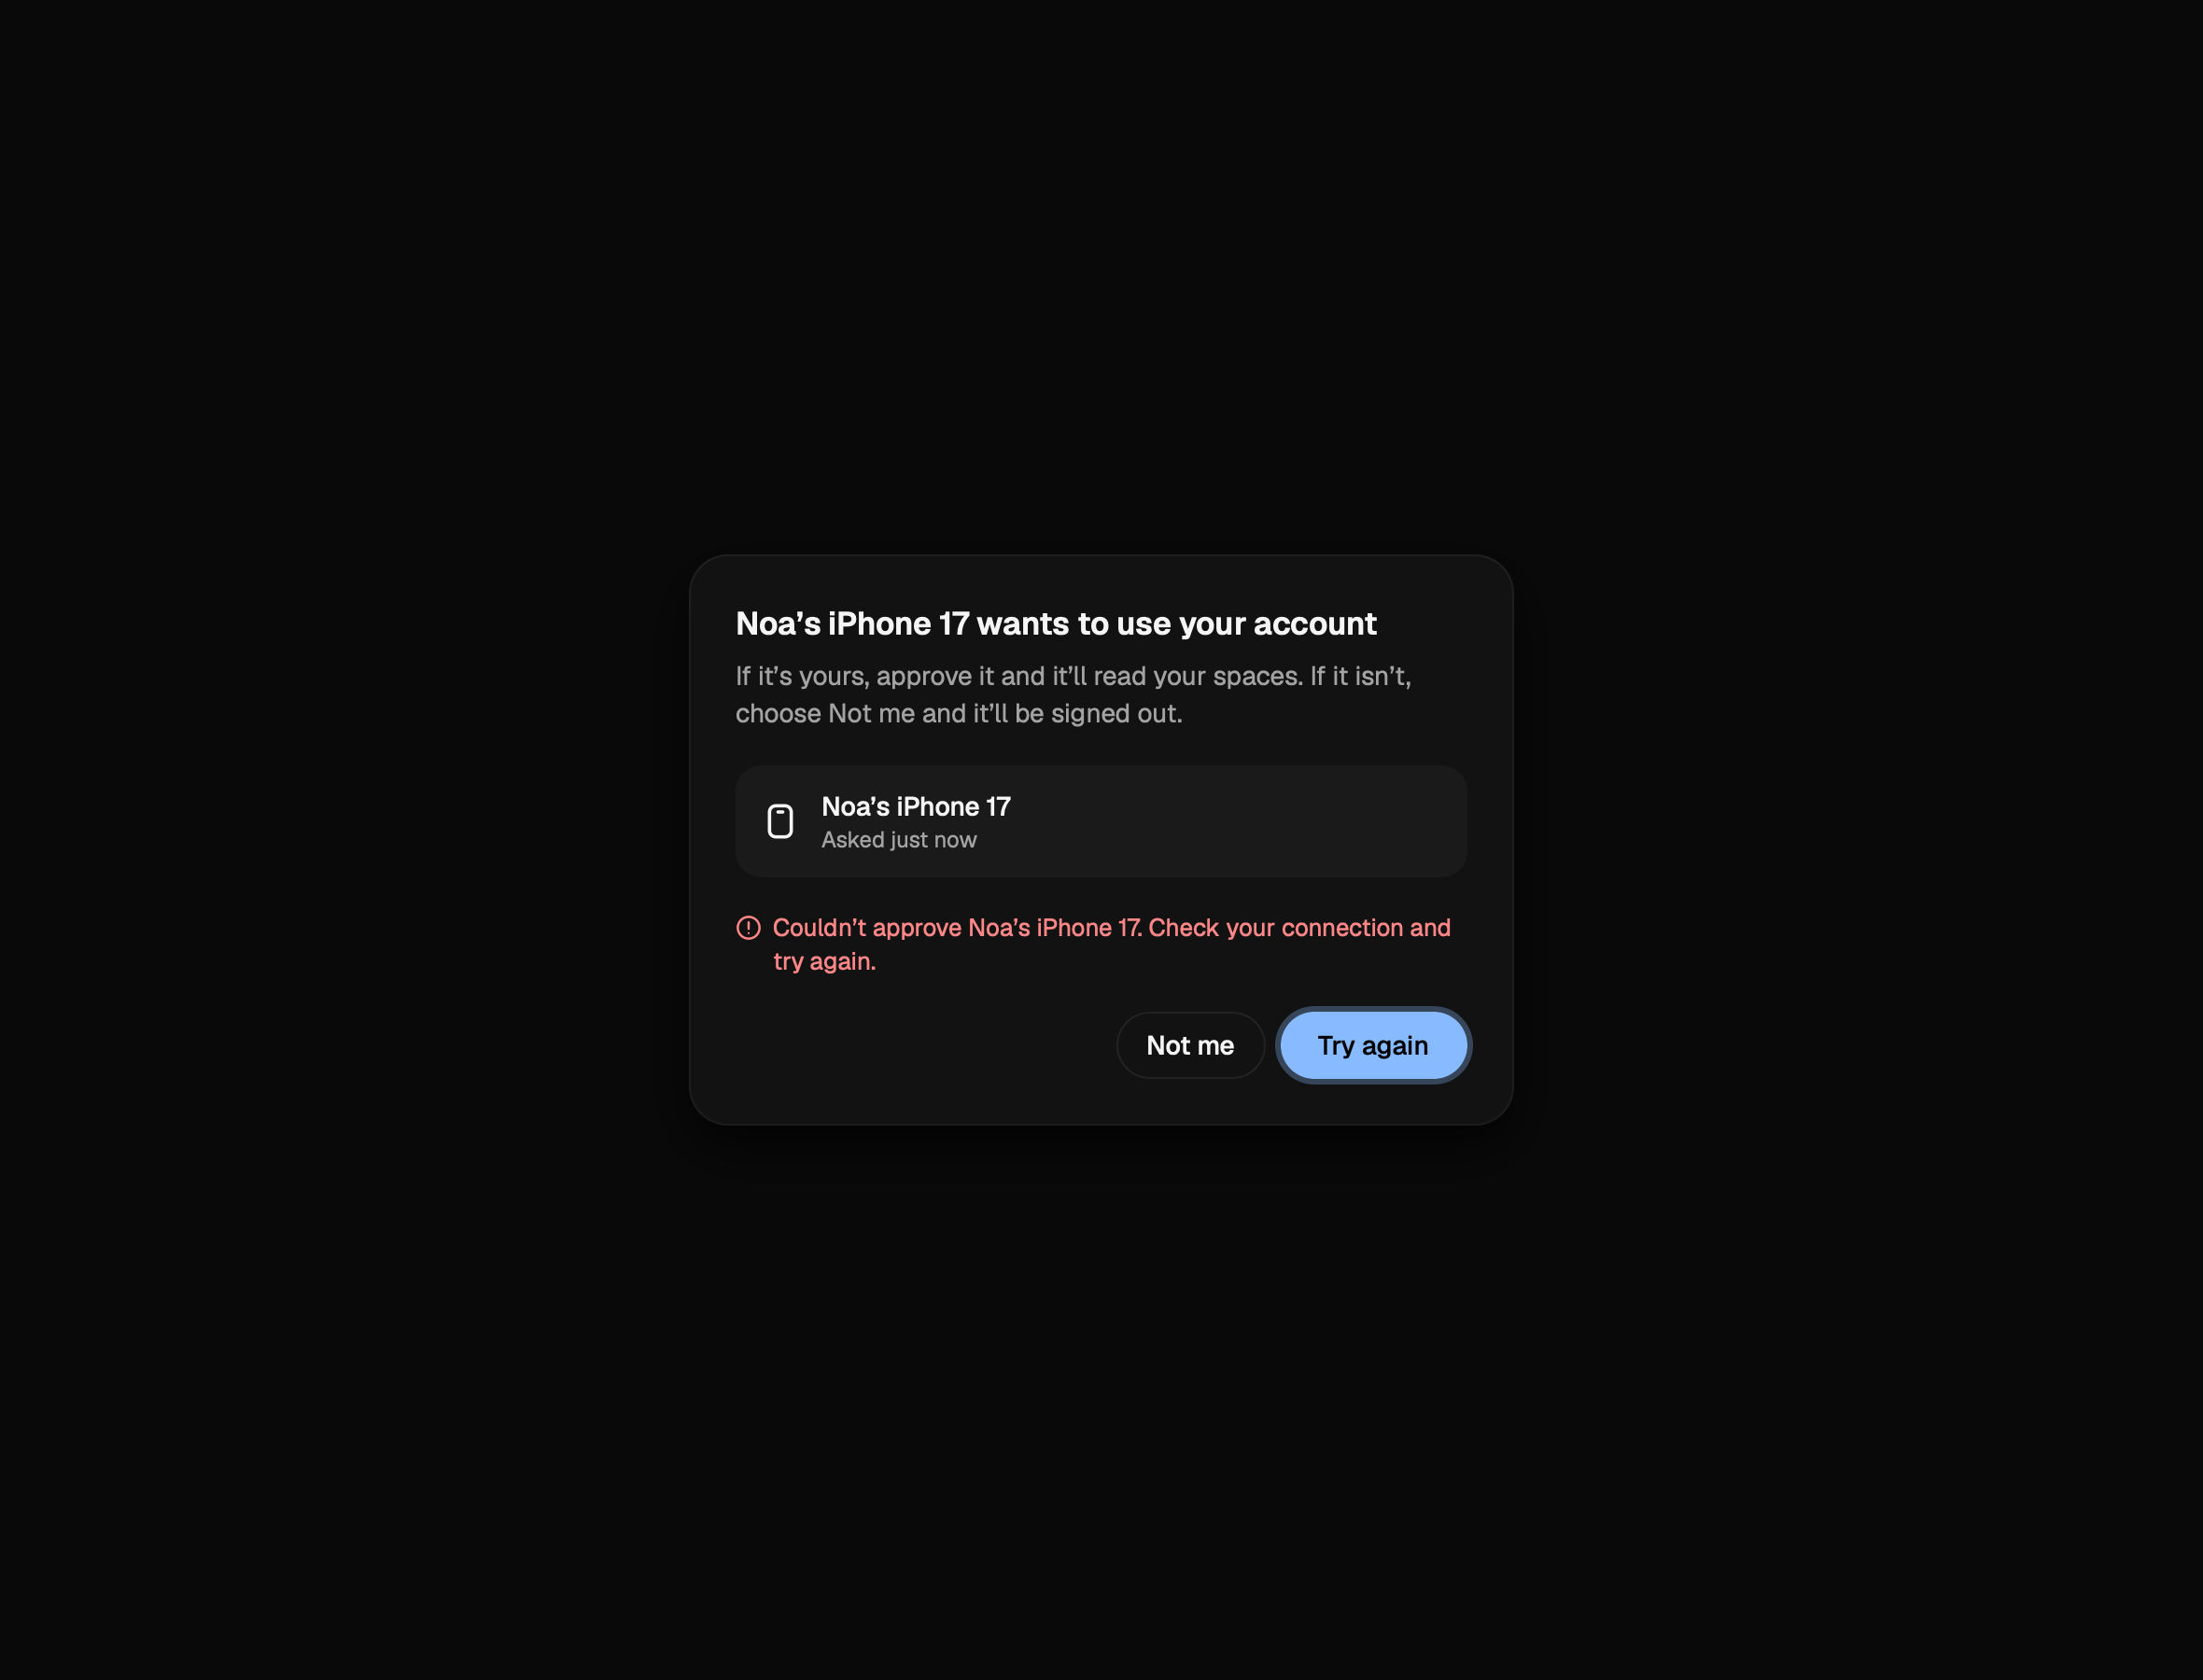 Noa’s iPhone 17 wants to use your account
If it’s yours, approve it and it’ll read your spaces. If it isn’t,
choose Not me and it’ll be signed out.
Noa’s iPhone 17
Asked just now
Couldn’t approve Noa’s iPhone 17. Check your connection and
try again.
Not me
Try again